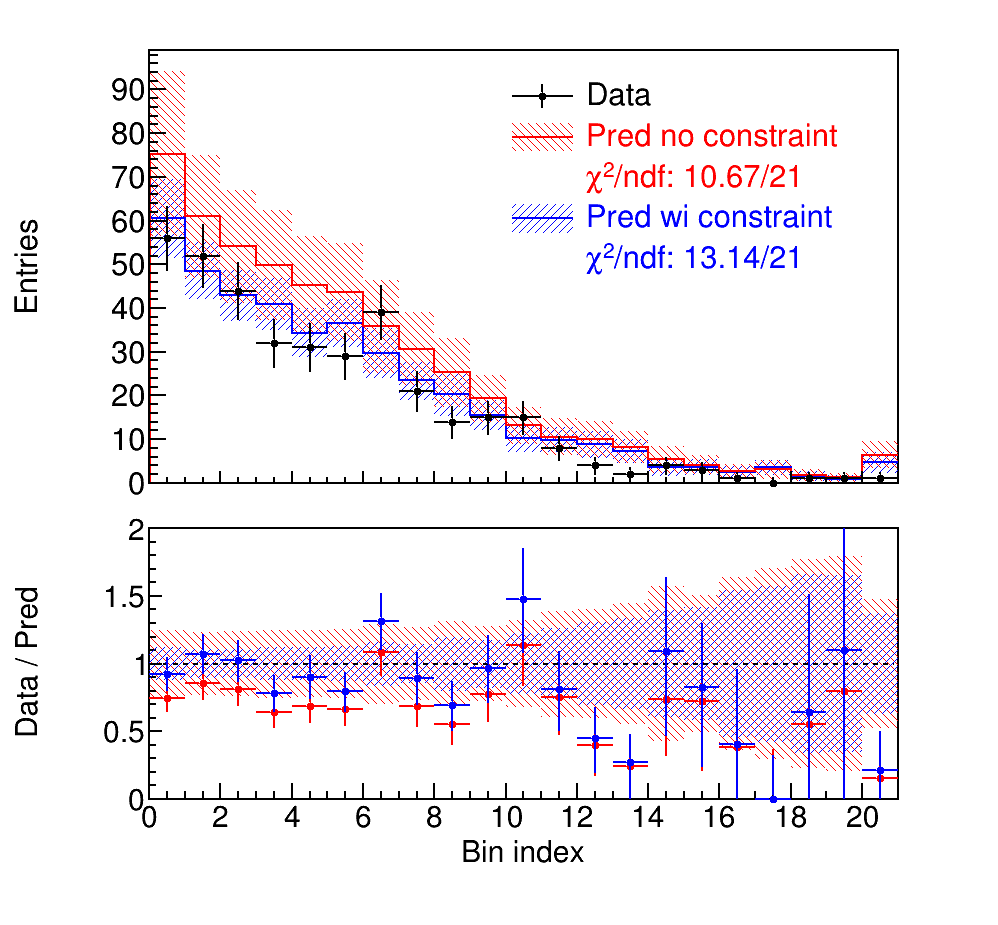 Entries
90
80
70
60
50
40
30
20
10
0
Data
Pred no constraint
χ²/ndf: 10.67/21
Pred wi constraint
χ²/ndf: 13.14/21
Data / Pred
2
1.5
1
0.5
0
0 2 4 6 8 10 12 14 16 18 20
Bin index